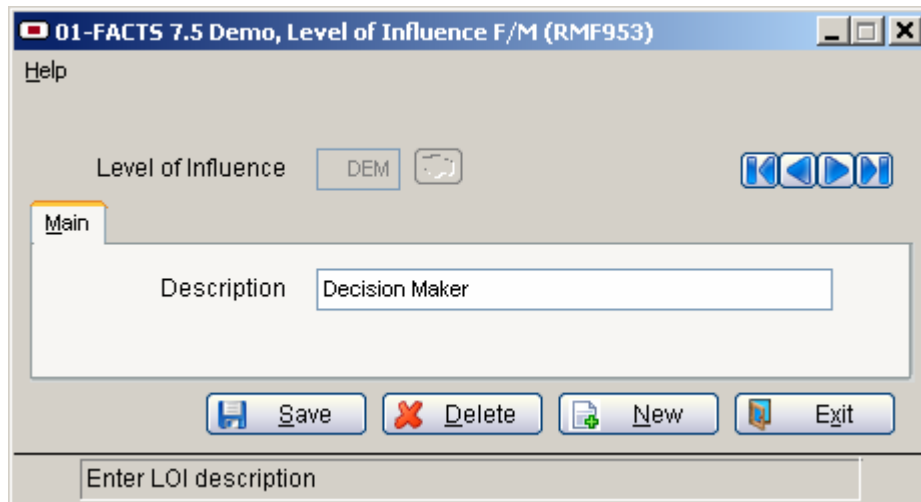 01-FACTS 7.5 Demo, Level of Influence F/M (RMF953)
Help
Level of Influence DEM
Main
Description Decision Maker
Save Delete New Exit
Enter LOI description